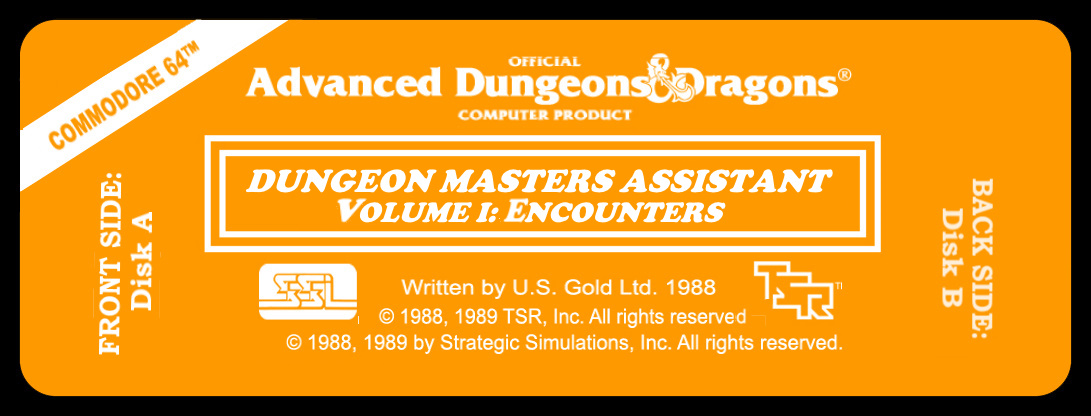 COMMODORE 64™
OFFICIAL
Advanced Dungeons & Dragons®
COMPUTER PRODUCT
DUNGEON MASTERS ASSISTANT
VOLUME I: ENCOUNTERS
FRONT SIDE:
Disk A
BACK SIDE:
Disk B
SSI
Written by U.S. Gold Ltd. 1988
TSR™
© 1988, 1989 TSR, Inc. All rights reserved
© 1988, 1989 by Strategic Simulations, Inc. All rights reserved.